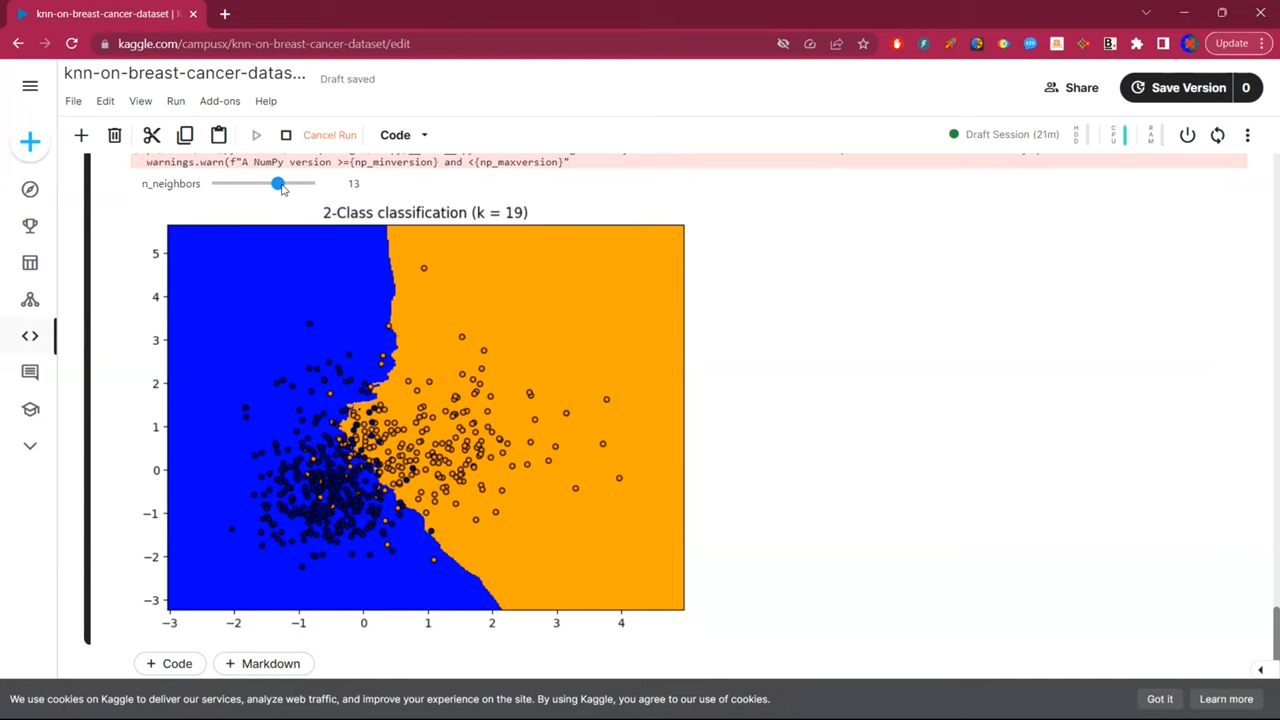 knn-on-breast-cancer-dataset |
kaggle.com/campusx/knn-on-breast-cancer-dataset/edit
Update
knn-on-breast-cancer-datas...
Draft saved
Share
Save Version
0
File
Edit
View
Run
Add-ons
Help
Cancel Run
Code
Draft Session (21m)
HDD
CPU
RAM
warnings.warn(f"A NumPy version >={np_minversion} and <{np_maxversion}"
n_neighbors
13
2-Class classification (k = 19)
5
4
3
2
1
0
−1
−2
−3
−3
−2
−1
0
1
2
3
4
+ Code
+ Markdown
We use cookies on Kaggle to deliver our services, analyze web traffic, and improve your experience on the site. By using Kaggle, you agree to our use of cookies.
Got it
Learn more